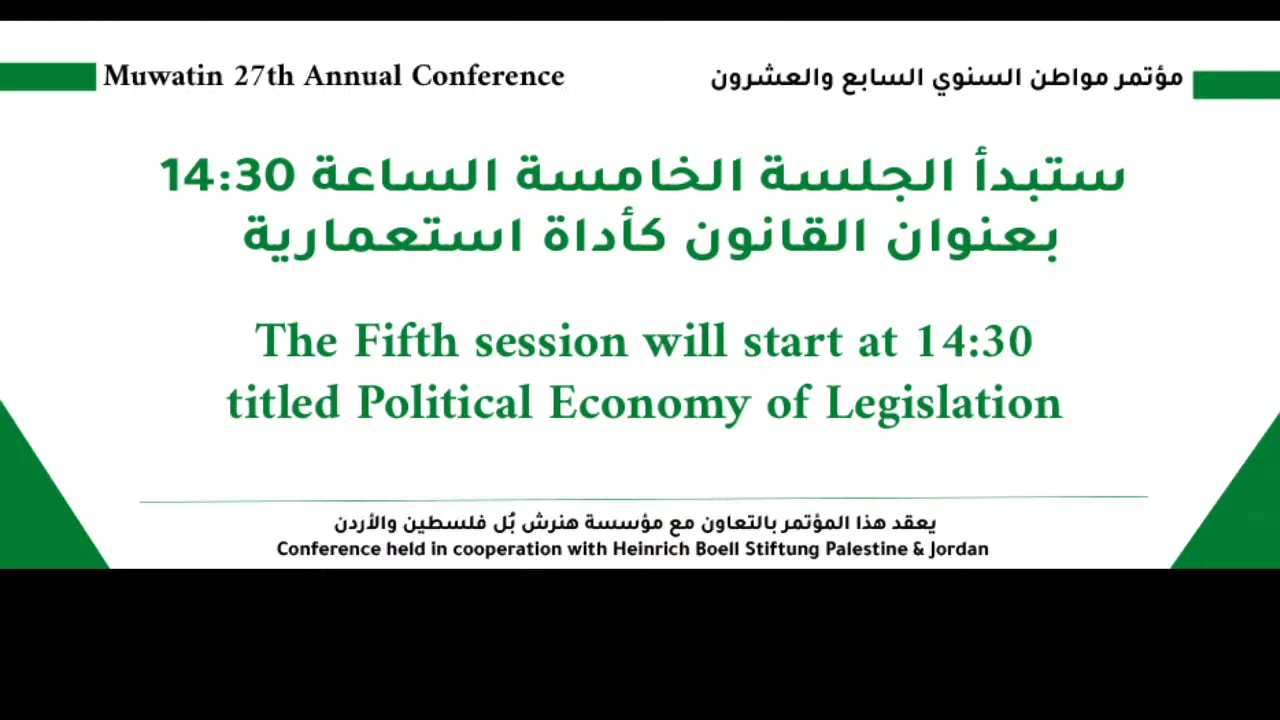 Muwatin 27th Annual Conference
مؤتمر مواطن السنوي السابع والعشرون
ستبدأ الجلسة الخامسة الساعة 14:30
بعنوان القانون كأداة استعمارية
The Fifth session will start at 14:30
titled Political Economy of Legislation
يعقد هذا المؤتمر بالتعاون مع مؤسسة هنرش بُل فلسطين والأردن
Conference held in cooperation with Heinrich Boell Stiftung Palestine & Jordan